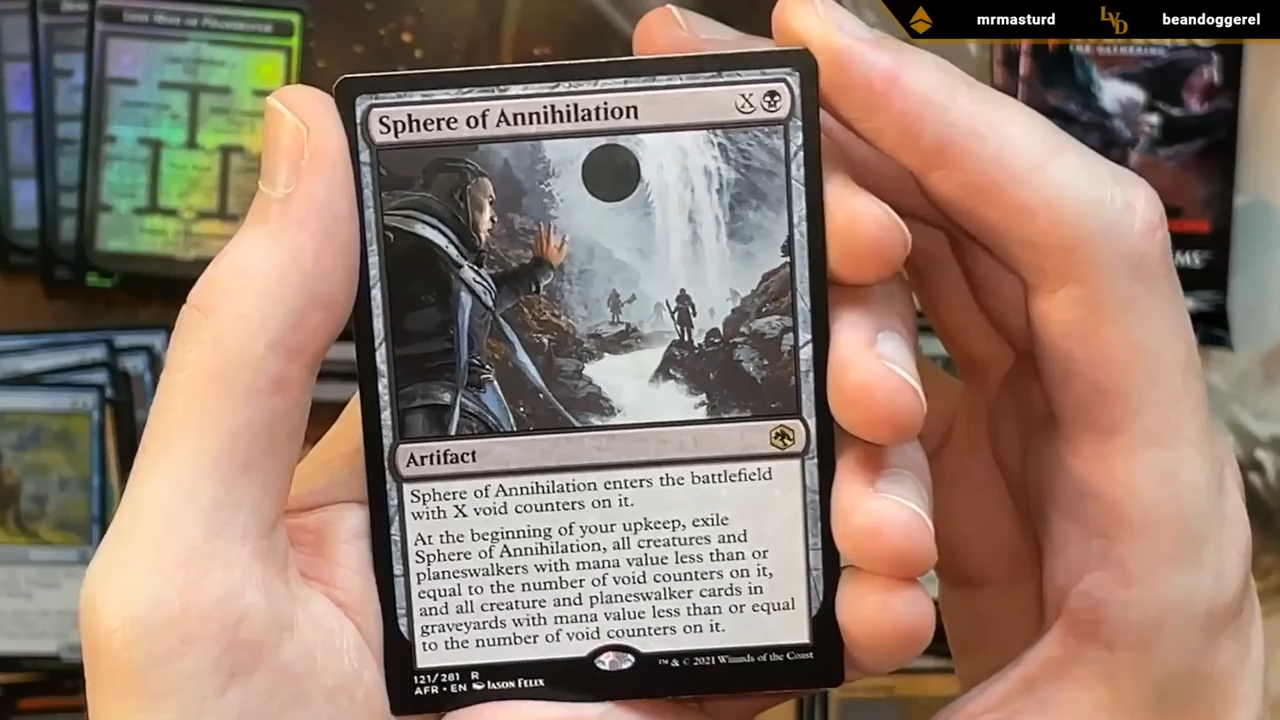 mrmasturd
beandoggerel
THE GATHERING
Sphere of Annihilation X
Artifact
Sphere of Annihilation enters the battlefield
with X void counters on it.
At the beginning of your upkeep, exile
Sphere of Annihilation, all creatures and
planeswalkers with mana value less than or
equal to the number of void counters on it,
and all creature and planeswalker cards in
graveyards with mana value less than or equal
to the number of void counters on it.
121/281 R
AFR • EN Jason Felix
™ & © 2021 Wizards of the Coast